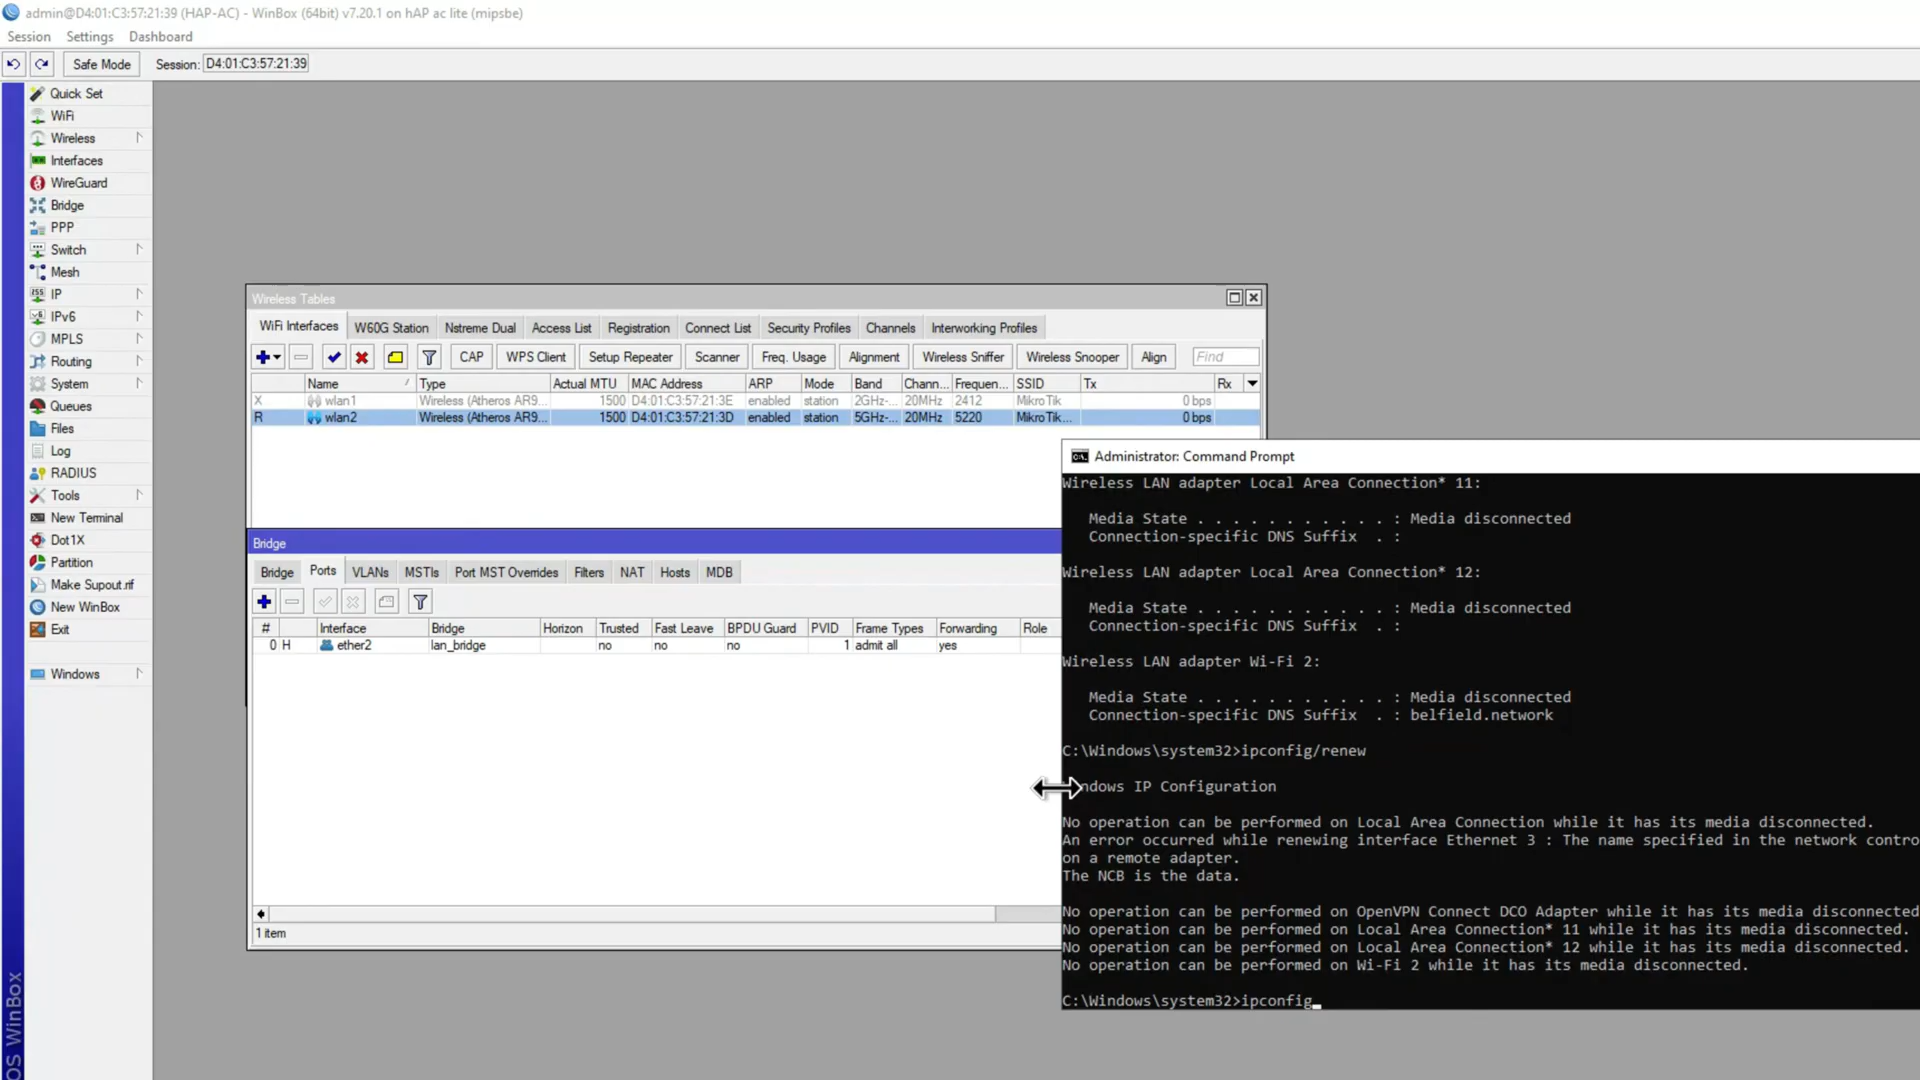 admin@D4:01:C3:57:21:39 (HAP-AC) - WinBox (64bit) v7.20.1 on hAP ac lite (mipsbe)
Session Settings Dashboard
Safe Mode Session: D4:01:C3:57:21:39
Quick Set
WiFi
Wireless
Interfaces
WireGuard
Bridge
PPP
Switch
Mesh
IP
IPv6
MPLS
Routing
System
Queues
Files
Log
RADIUS
Tools
New Terminal
Dot1X
Partition
Make Supout.rif
New WinBox
Exit
Windows
OS WinBox
Wireless Tables
WiFi Interfaces W60G Station Nstreme Dual Access List Registration Connect List Security Profiles Channels Interworking Profiles
CAP WPS Client Setup Repeater Scanner Freq. Usage Alignment Wireless Sniffer Wireless Snooper Align Find
Name Type Actual MTU MAC Address ARP Mode Band Chann... Frequen... SSID Tx Rx
X wlan1 Wireless (Atheros AR9... 1500 D4:01:C3:57:21:3E enabled station 2GHz-... 20MHz 2412 MikroTik 0 bps
R wlan2 Wireless (Atheros AR9... 1500 D4:01:C3:57:21:3D enabled station 5GHz-... 20MHz 5220 MikroTik... 0 bps
Bridge
Bridge Ports VLANs MSTIs Port MST Overrides Filters NAT Hosts MDB
# Interface Bridge Horizon Trusted Fast Leave BPDU Guard PVID Frame Types Forwarding Role
0 H ether2 lan_bridge no no no 1 admit all yes
1 item
Administrator: Command Prompt
Wireless LAN adapter Local Area Connection* 11:
Media State . . . . . . . . . . . : Media disconnected
Connection-specific DNS Suffix . :
Wireless LAN adapter Local Area Connection* 12:
Media State . . . . . . . . . . . : Media disconnected
Connection-specific DNS Suffix . :
Wireless LAN adapter Wi-Fi 2:
Media State . . . . . . . . . . . : Media disconnected
Connection-specific DNS Suffix . : belfield.network
C:\Windows\system32>ipconfig/renew
ndows IP Configuration
No operation can be performed on Local Area Connection while it has its media disconnected.
An error occurred while renewing interface Ethernet 3 : The name specified in the network contro
on a remote adapter.
The NCB is the data.
No operation can be performed on OpenVPN Connect DCO Adapter while it has its media disconnected
No operation can be performed on Local Area Connection* 11 while it has its media disconnected.
No operation can be performed on Local Area Connection* 12 while it has its media disconnected.
No operation can be performed on Wi-Fi 2 while it has its media disconnected.
C:\Windows\system32>ipconfig_